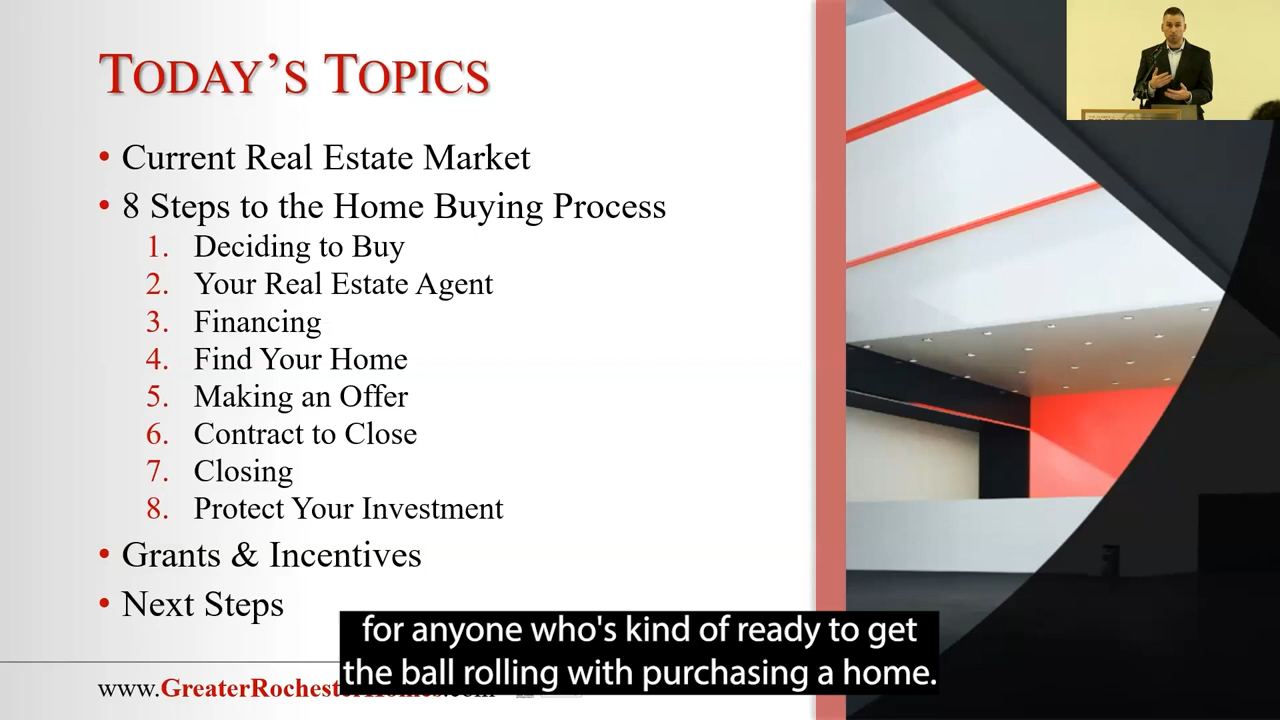 TODAY'S TOPICS
• Current Real Estate Market
• 8 Steps to the Home Buying Process
1. Deciding to Buy
2. Your Real Estate Agent
3. Financing
4. Find Your Home
5. Making an Offer
6. Contract to Close
7. Closing
8. Protect Your Investment
• Grants & Incentives
• Next Steps
for anyone who's kind of ready to get
the ball rolling with purchasing a home.
www.GreaterRochesterHomes.com